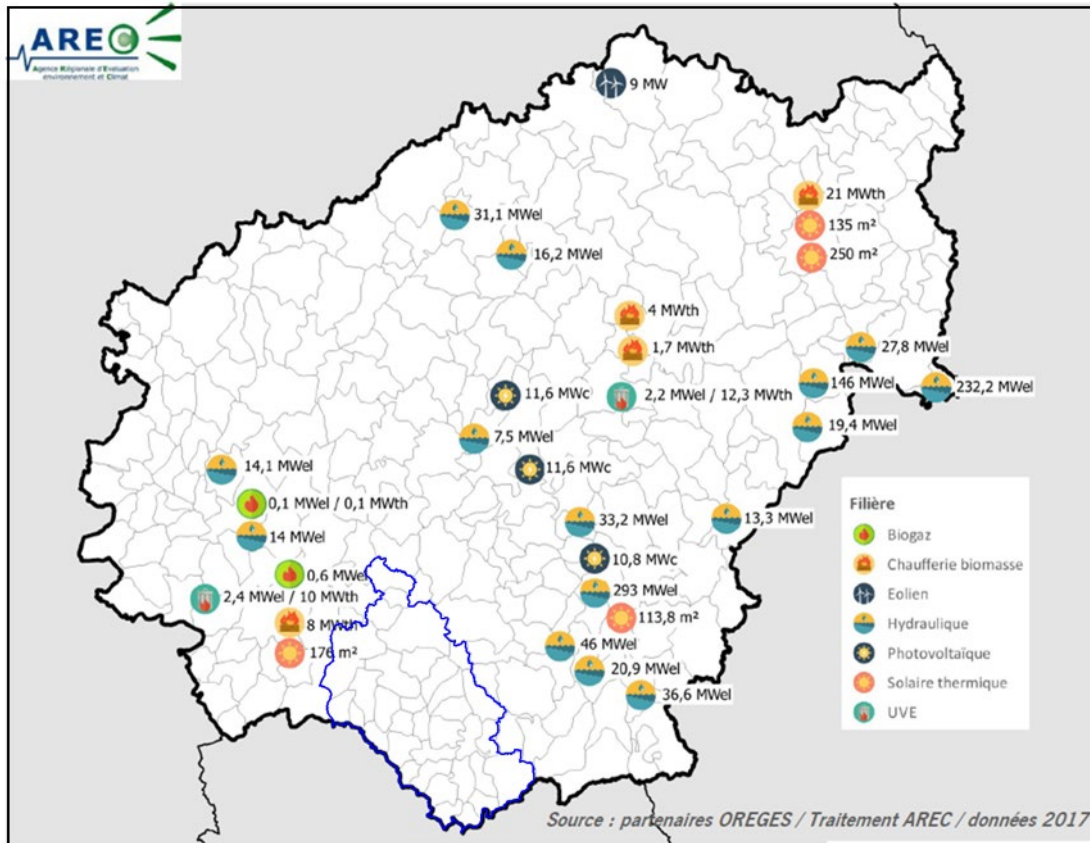 AREC
Agence Régionale d'Evaluation
environnement et Climat
9 MW
21 MWth
135 m²
250 m²
31,1 MWel
16,2 MWel
4 MWth
1,7 MWth
27,8 MWel
146 MWel
232,2 MWel
11,6 MWc
2,2 MWel / 12,3 MWth
19,4 MWel
7,5 MWel
11,6 MWc
14,1 MWel
0,1 MWel / 0,1 MWth
14 MWel
33,2 MWel
13,3 MWel
10,8 MWc
0,6 MWel
293 MWel
2,4 MWel / 10 MWth
113,8 m²
8 MWth
46 MWel
176 m²
20,9 MWel
36,6 MWel
Filière
Biogaz
Chaufferie biomasse
Eolien
Hydraulique
Photovoltaïque
Solaire thermique
UVE
Source : partenaires OREGES / Traitement AREC / données 2017